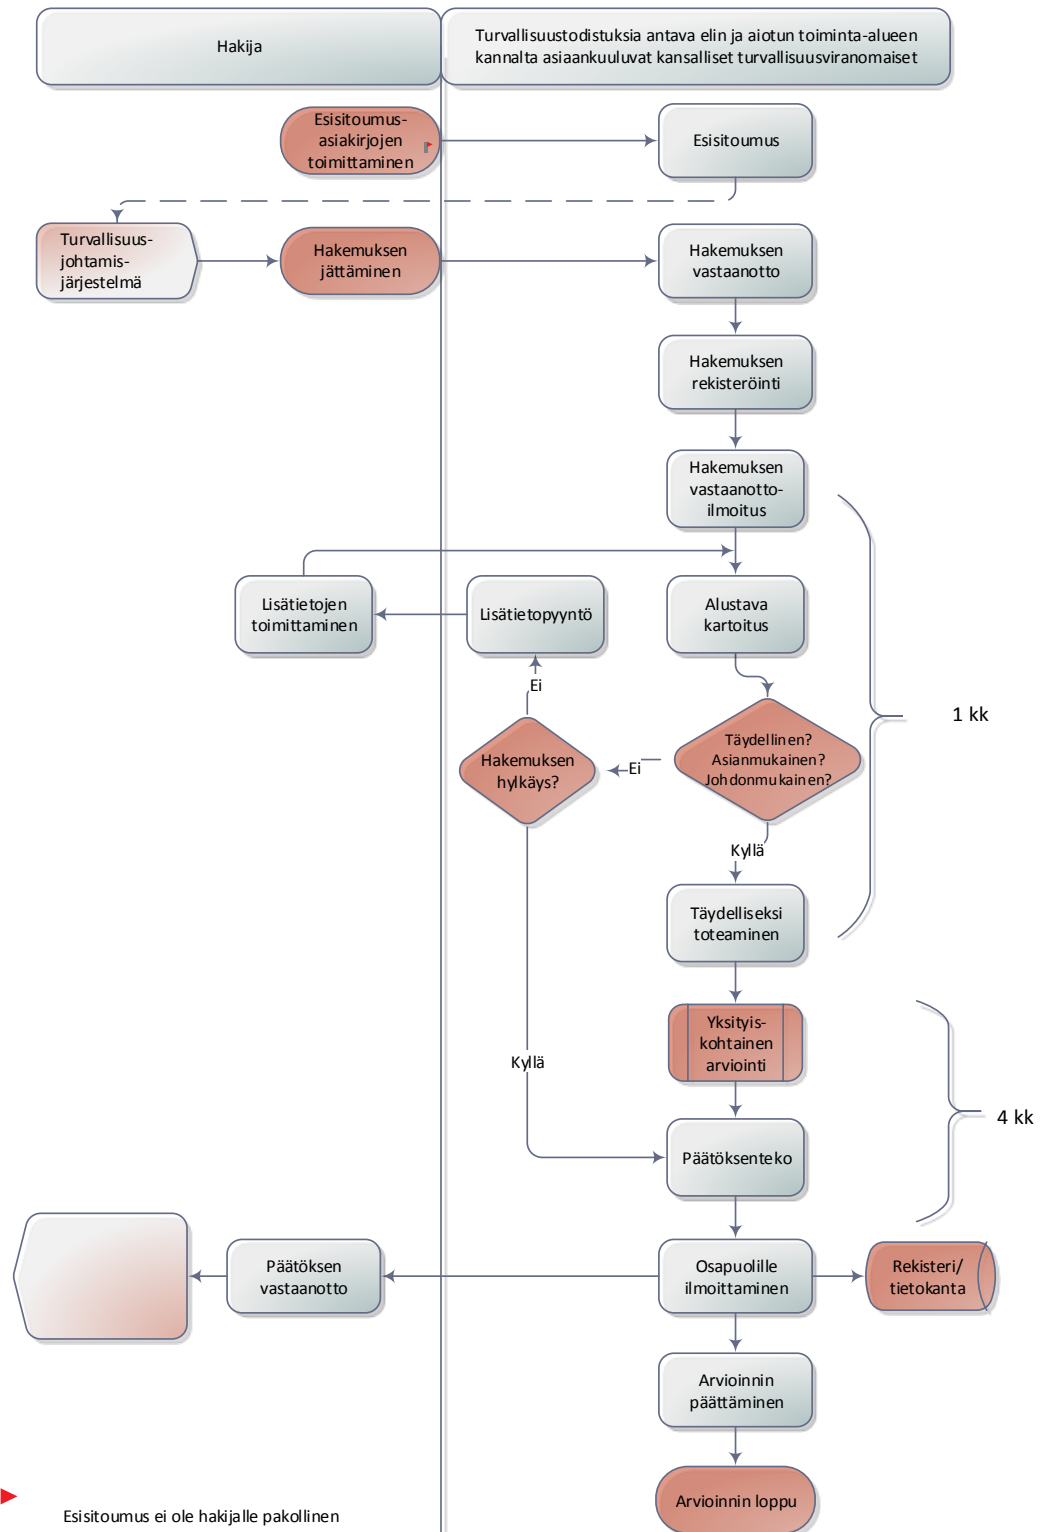 Hakija
Turvallisuustodistuksia antava elin ja aiotun toiminta-alueen
kannalta asiaankuuluvat kansalliset turvallisuusviranomaiset
Esisitoumus-
asiakirjojen
toimittaminen
Esisitoumus
Turvallisuus-
johtamis-
järjestelmä
Hakemuksen
jättäminen
Hakemuksen
vastaanotto
Hakemuksen
rekisteröinti
Hakemuksen
vastaanotto-
ilmoitus
Lisätietojen
toimittaminen
Lisätietopyyntö
Alustava
kartoitus
Ei
Hakemuksen
hylkäys?
Ei
Täydellinen?
Asianmukainen?
Johdonmukainen?
1 kk
Kyllä
Täydelliseksi
toteaminen
Yksityis-
kohtainen
arviointi
Kyllä
4 kk
Päätöksenteko
Päätöksen
vastaanotto
Osapuolille
ilmoittaminen
Rekisteri/
tietokanta
Arvioinnin
päättäminen
Arvioinnin loppu
Esisitoumus ei ole hakijalle pakollinen